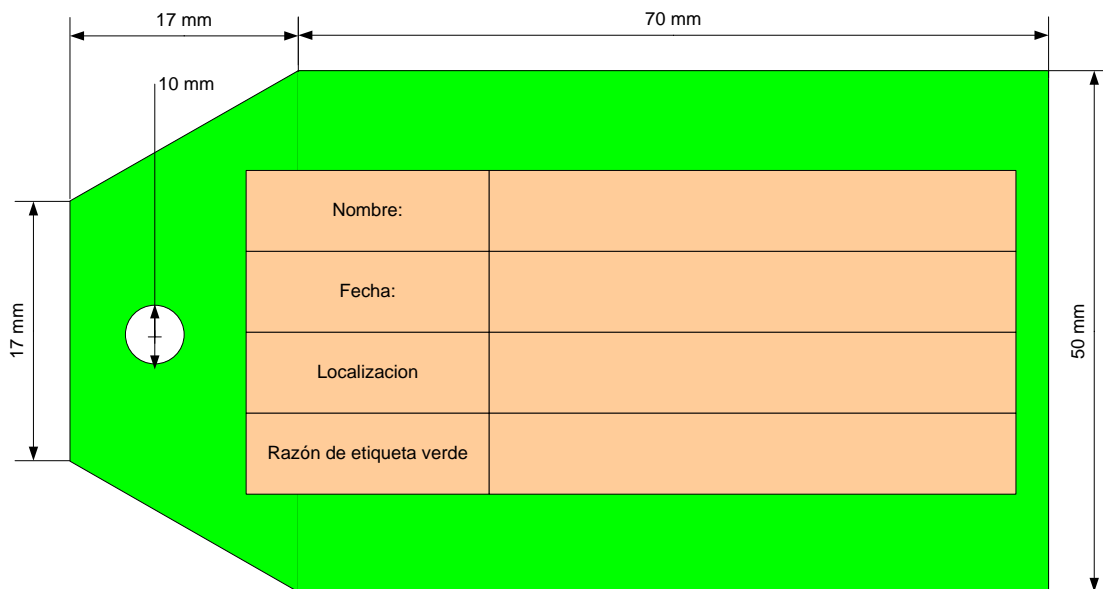 17 mm
70 mm
10 mm
Nombre:
Fecha:
17 mm
50 mm
Localizacion
Razón de etiqueta verde